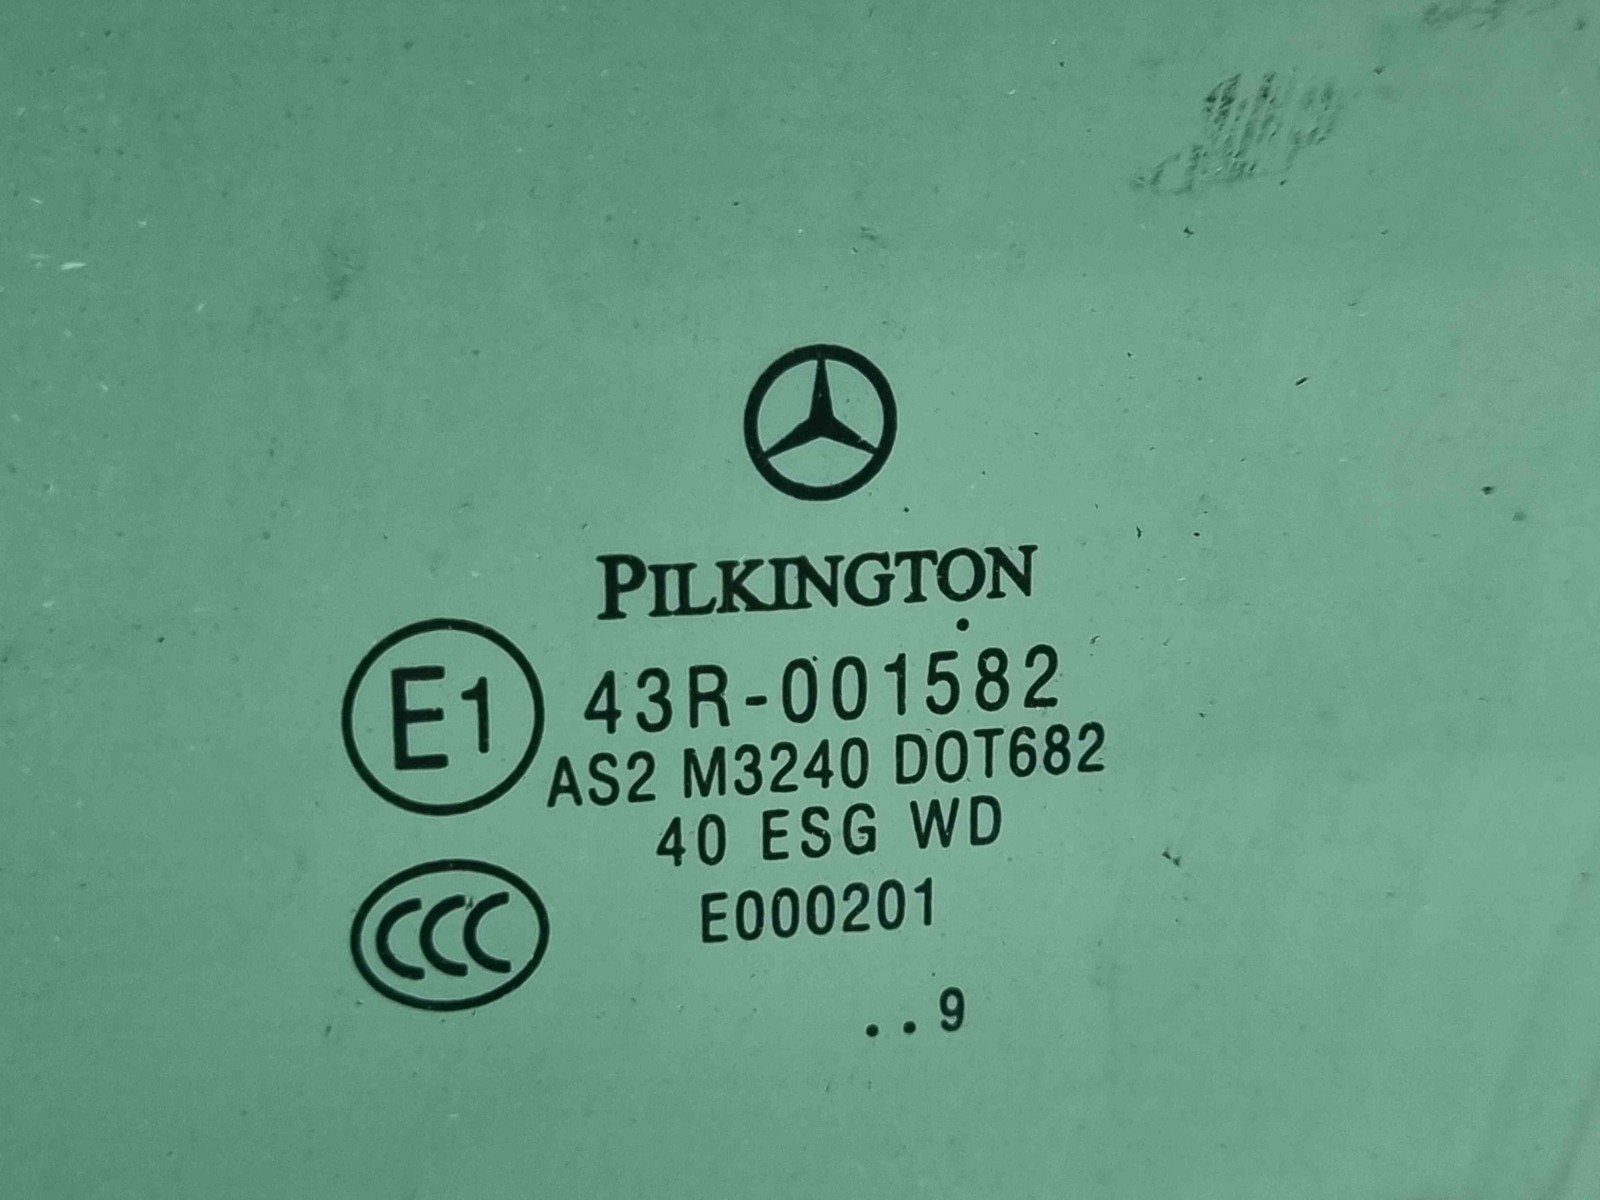 PILKINGTON
E1 43R-001582
AS2 M3240 DOT682
40 ESG WD
CCC E000201
..9